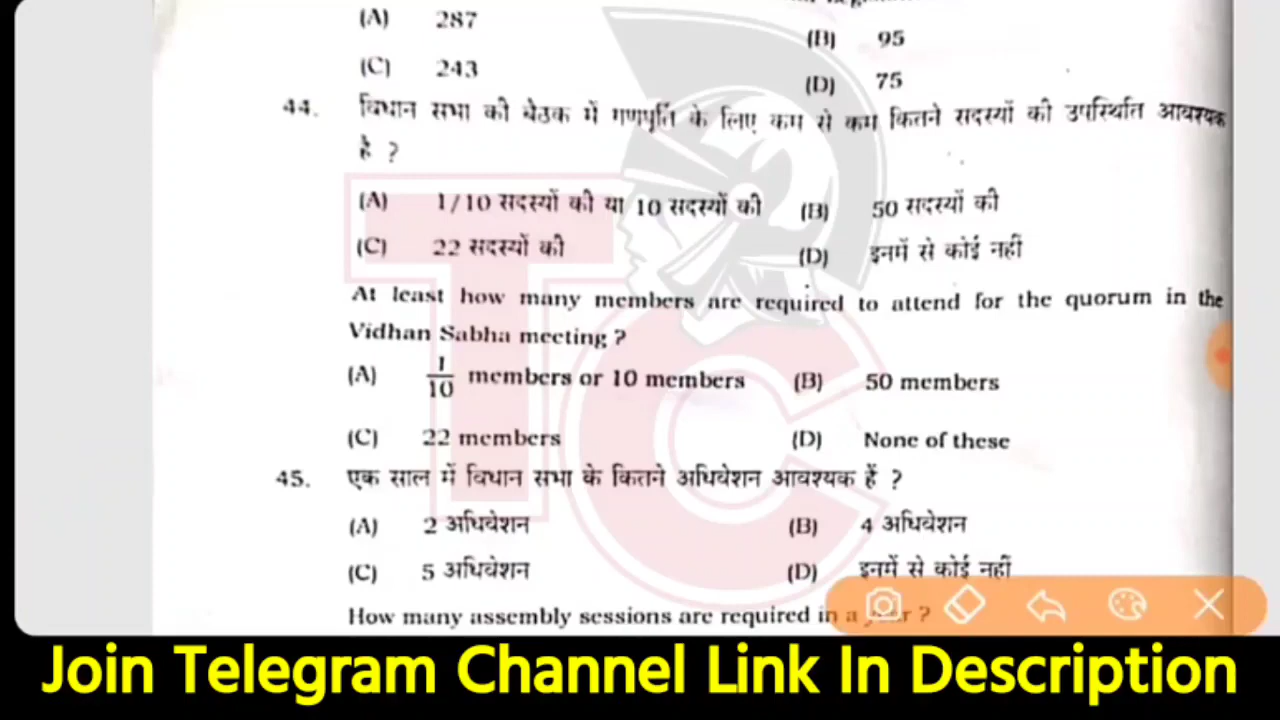 (A) 287
(B) 95
(C) 243
(D) 75
44. विधान सभा की बैठक में गणपूर्ति के लिए कम से कम कितने सदस्यों की उपस्थिति आवश्यक
है ?
(A) 1/10 सदस्यों की या 10 सदस्यों की (B) 50 सदस्यों की
(C) 22 सदस्यों की (D) इनमें से कोई नहीं
At least how many members are required to attend for the quorum in the
Vidhan Sabha meeting ?
(A) 1/10 members or 10 members (B) 50 members
(C) 22 members (D) None of these
45. एक साल में विधान सभा के कितने अधिवेशन आवश्यक हैं ?
(A) 2 अधिवेशन (B) 4 अधिवेशन
(C) 5 अधिवेशन (D) इनमें से कोई नहीं
How many assembly sessions are required in a year ?
Join Telegram Channel Link In Description
TC